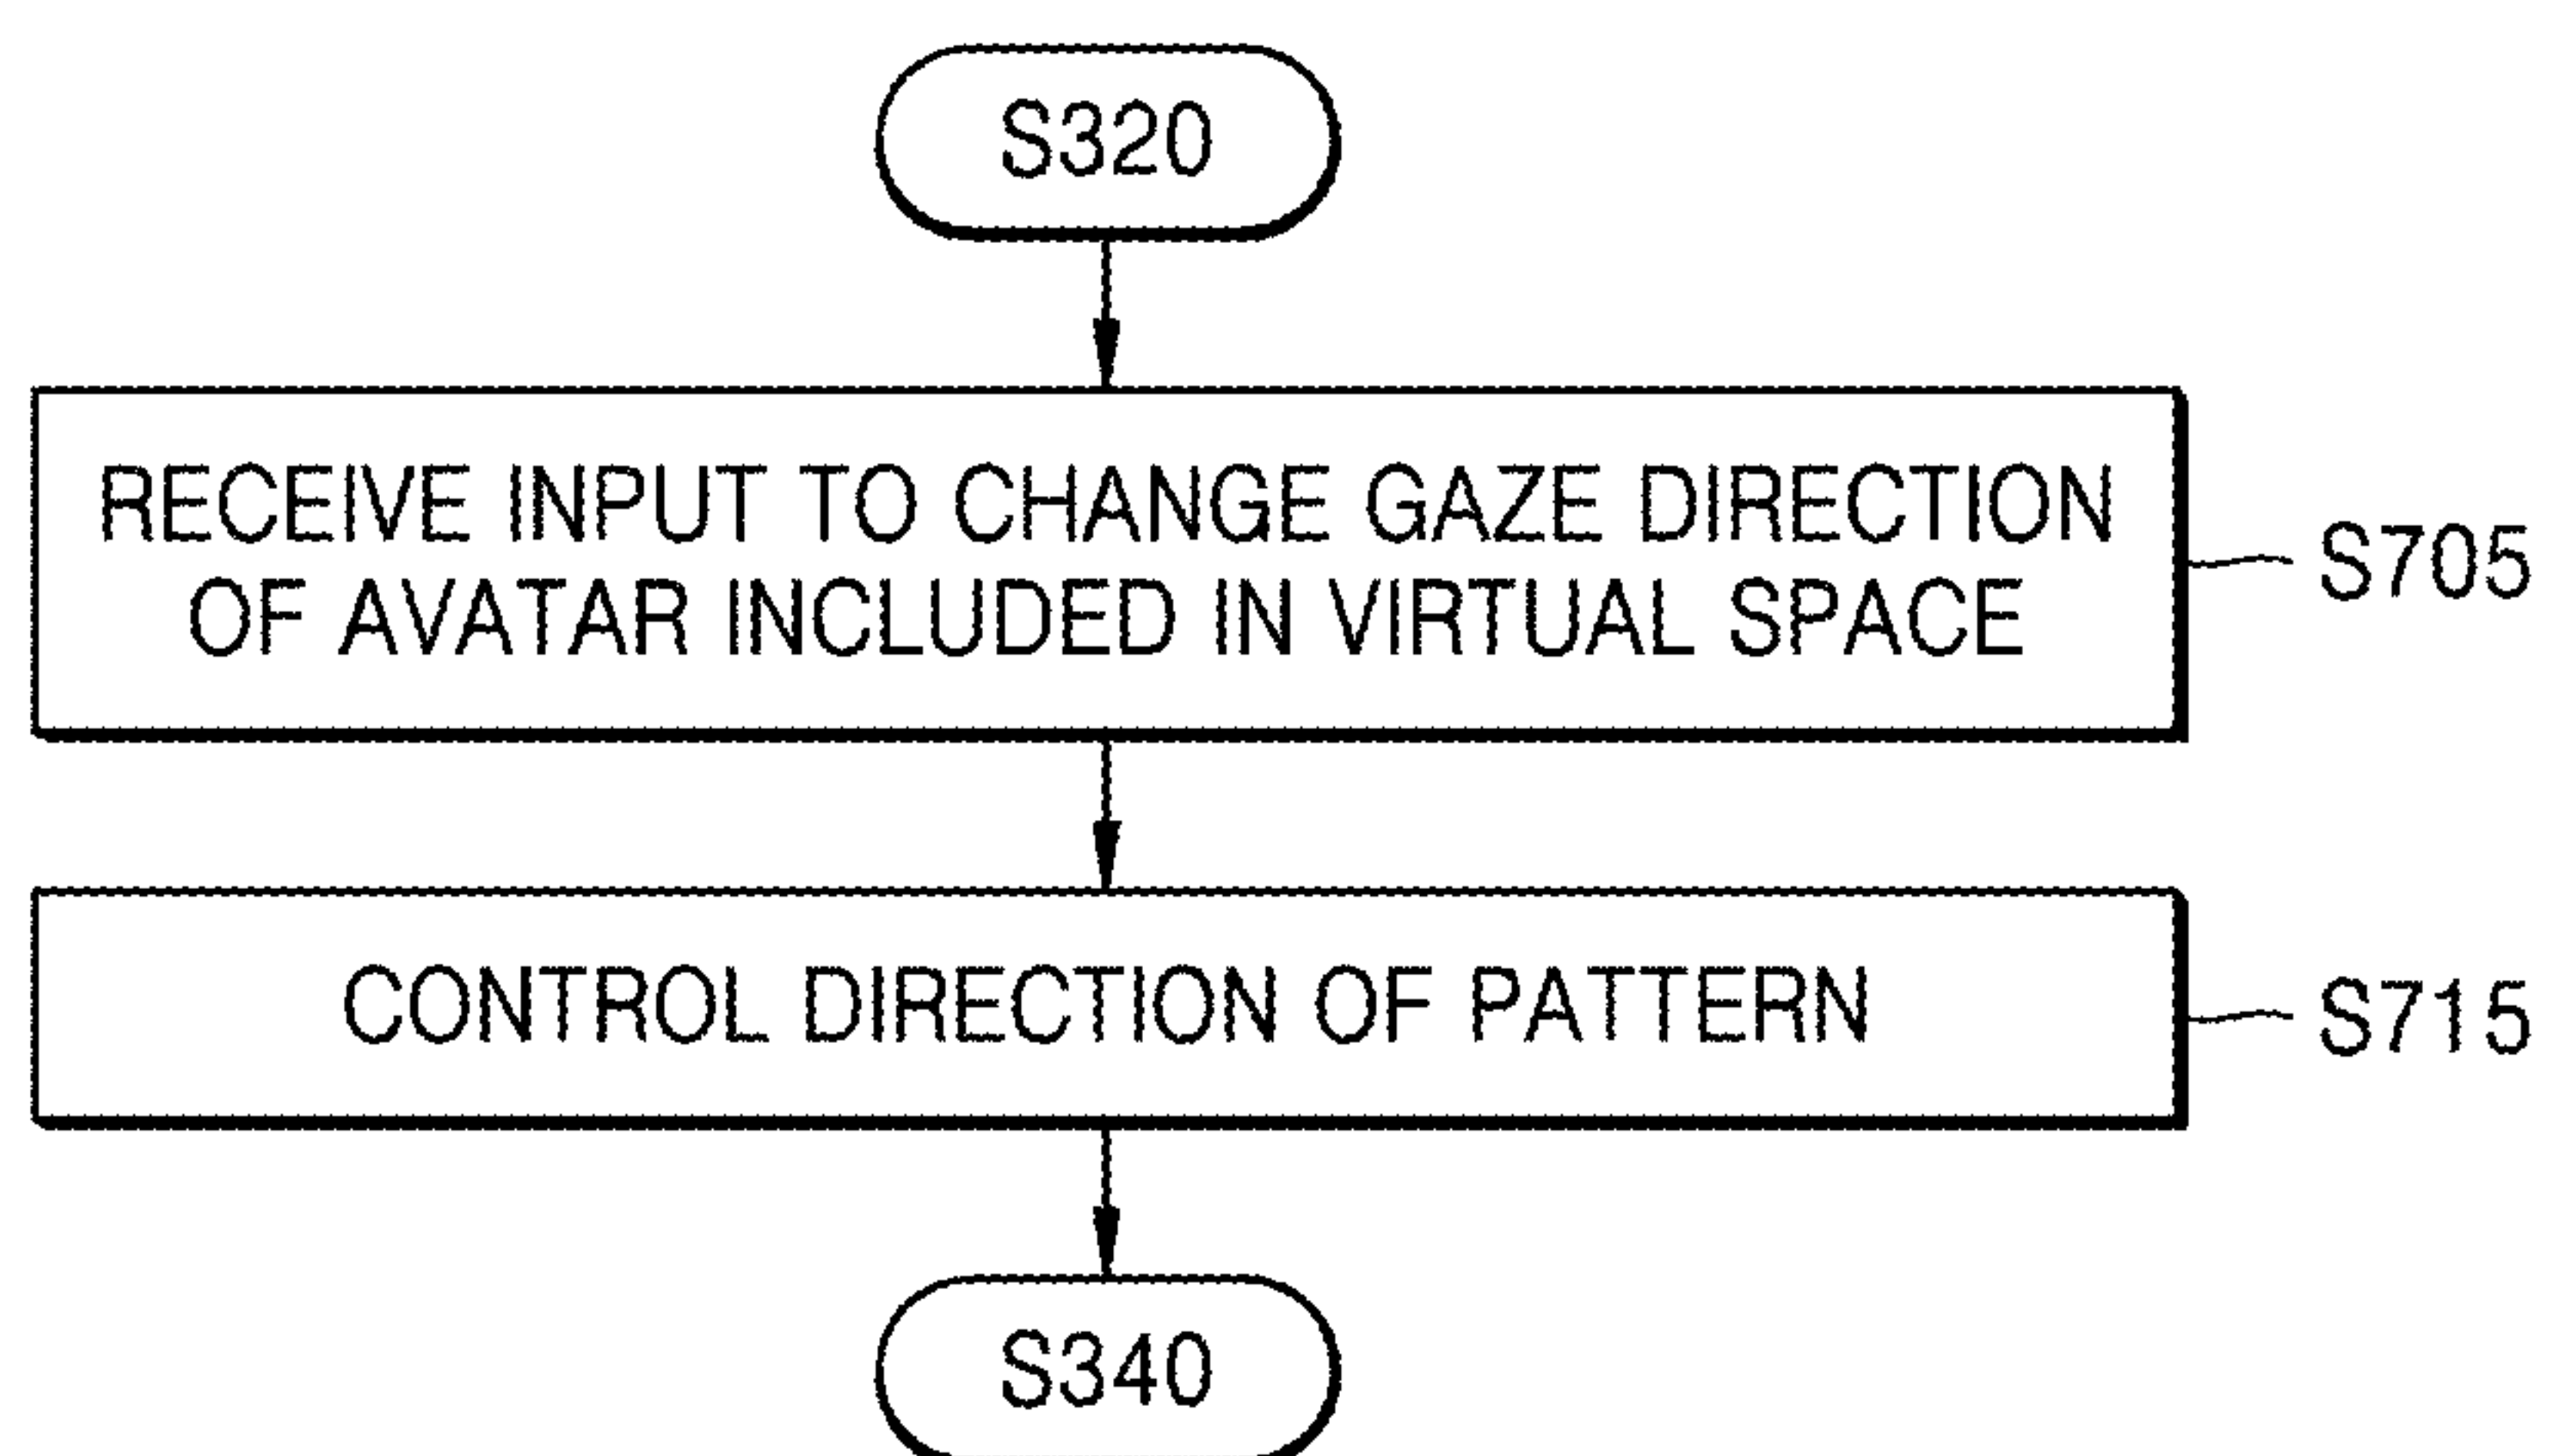 S320
RECEIVE INPUT TO CHANGE GAZE DIRECTION
OF AVATAR INCLUDED IN VIRTUAL SPACE
S705
CONTROL DIRECTION OF PATTERN
S715
S340